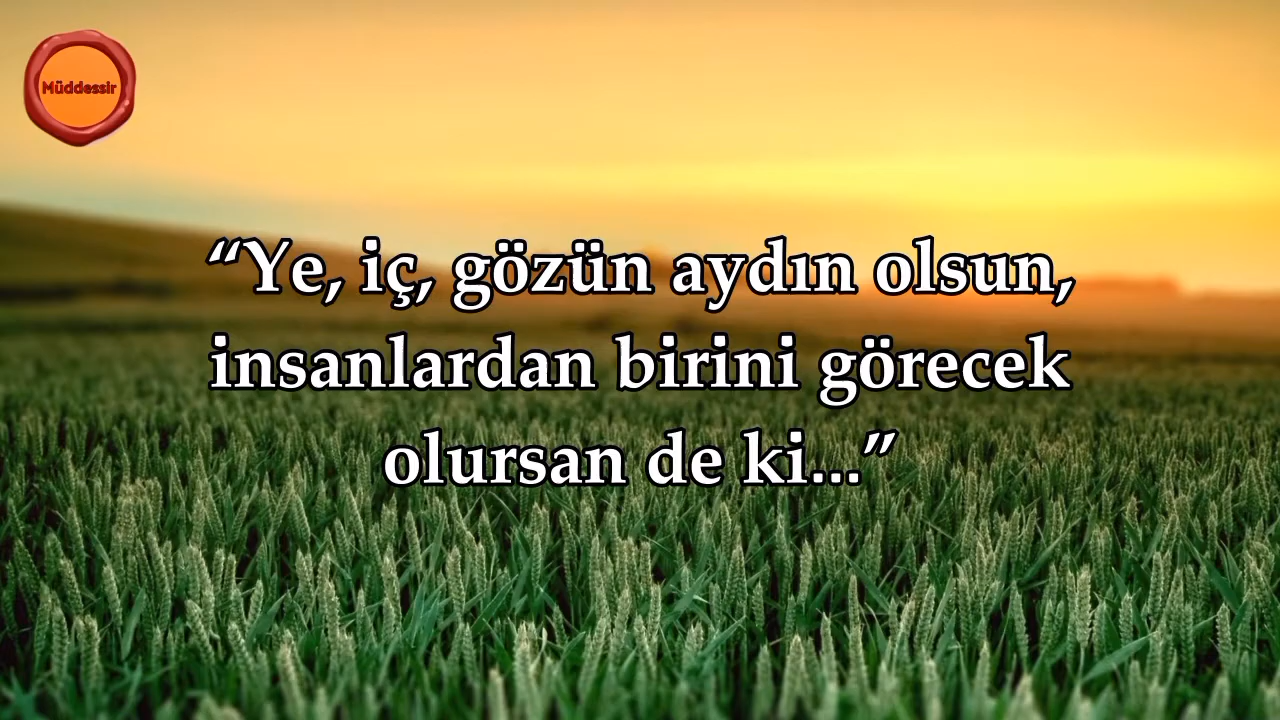 Müddessir
“Ye, iç, gözün aydın olsun,
insanlardan birini görecek
olursan de ki...”